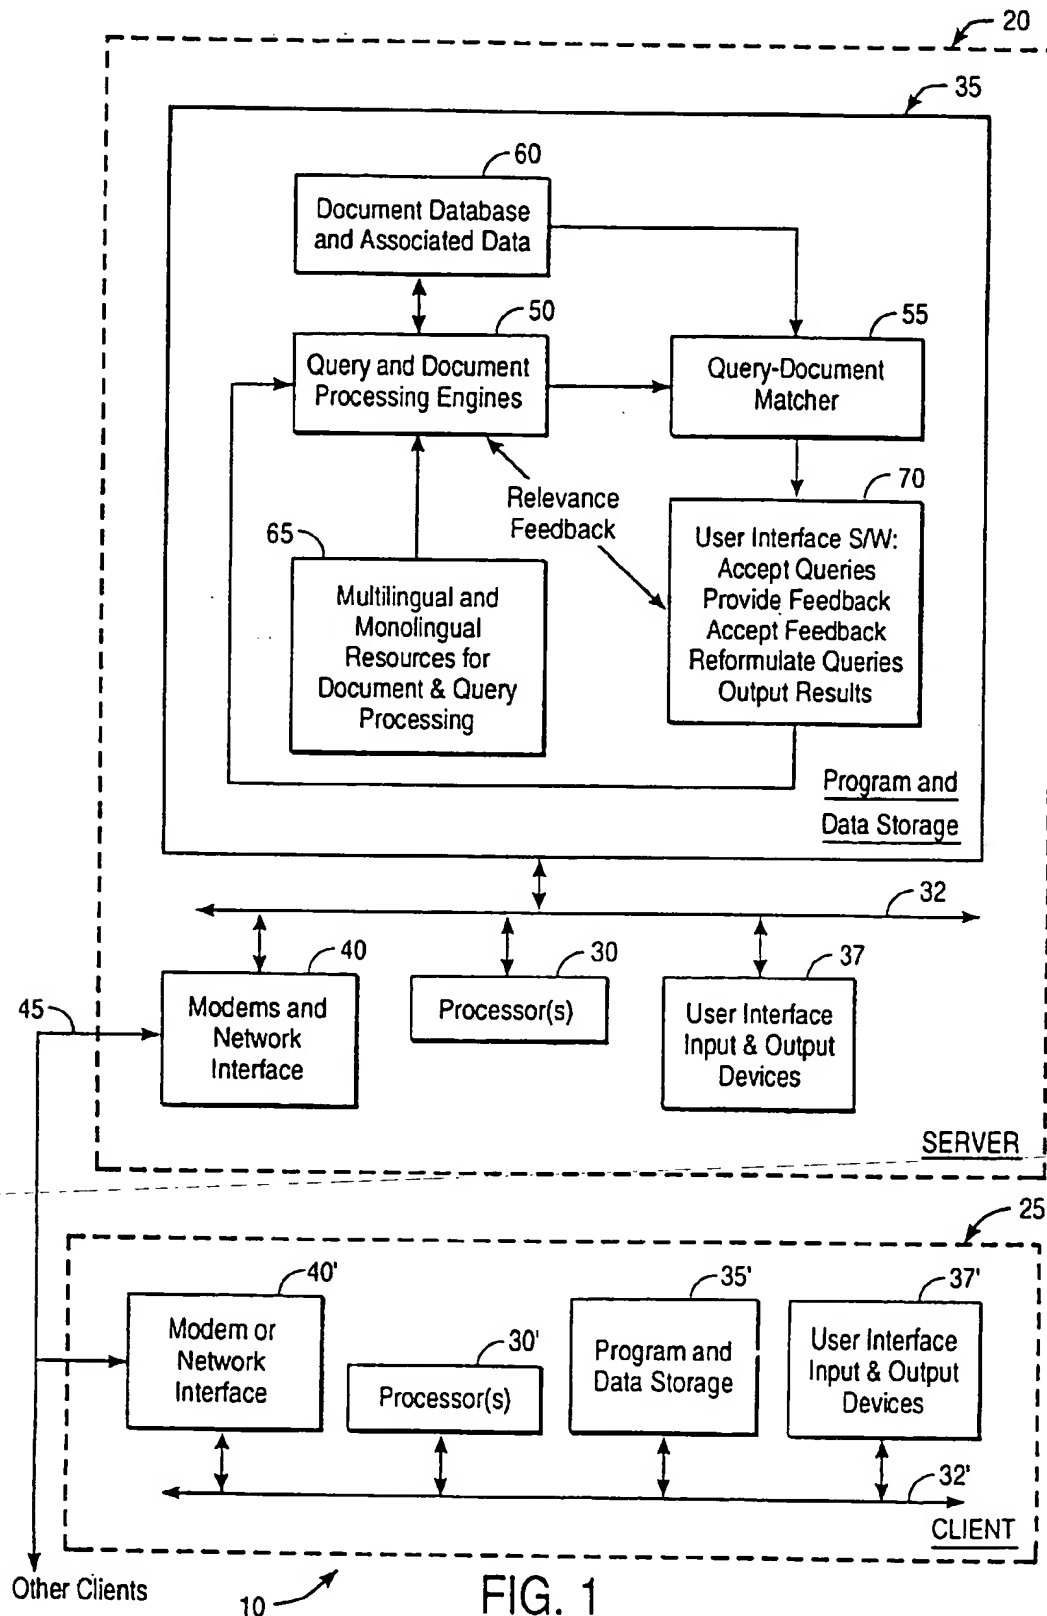 20
35
60
Document Database
and Associated Data
50
Query and Document
Processing Engines
55
Query-Document
Matcher
Relevance
Feedback
70
User Interface S/W:
Accept Queries
Provide Feedback
Accept Feedback
Reformulate Queries
Output Results
65
Multilingual and
Monolingual
Resources for
Document & Query
Processing
Program and
Data Storage
32
40
Modems and
Network
Interface
30
Processor(s)
37
User Interface
Input & Output
Devices
45
SERVER
25
40'
Modem or
Network
Interface
30'
Processor(s)
35'
Program and
Data Storage
37'
User Interface
Input & Output
Devices
32'
CLIENT
Other Clients
10
FIG. 1